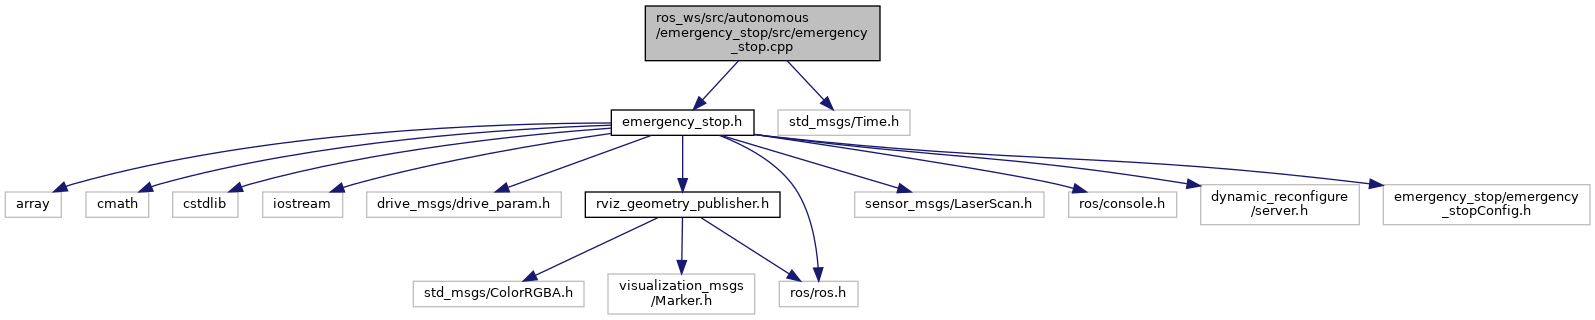 ros_ws/src/autonomous
/emergency_stop/src/emergency
_stop.cpp
emergency_stop.h
std_msgs/Time.h
array
cmath
cstdlib
iostream
drive_msgs/drive_param.h
rviz_geometry_publisher.h
sensor_msgs/LaserScan.h
ros/console.h
dynamic_reconfigure
/server.h
emergency_stop/emergency
_stopConfig.h
std_msgs/ColorRGBA.h
visualization_msgs
/Marker.h
ros/ros.h